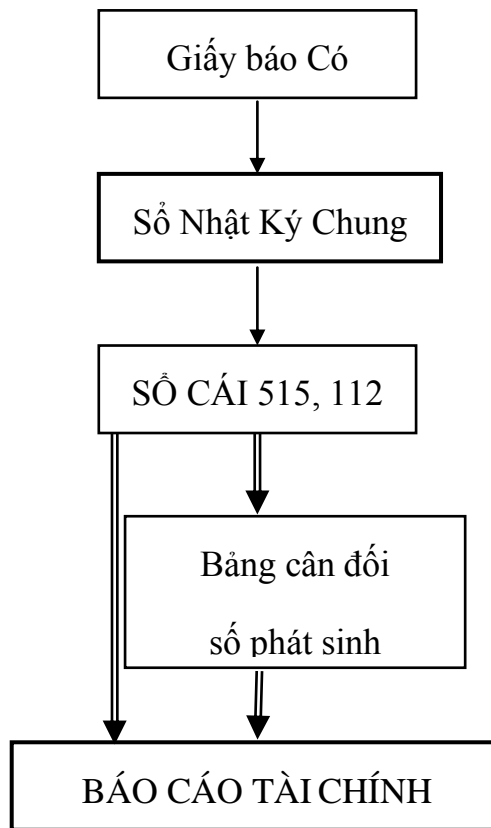 Giấy báo Có
Sổ Nhật Ký Chung
SỔ CÁI 515, 112
Bảng cân đối
số phát sinh
BÁO CÁO TÀI CHÍNH